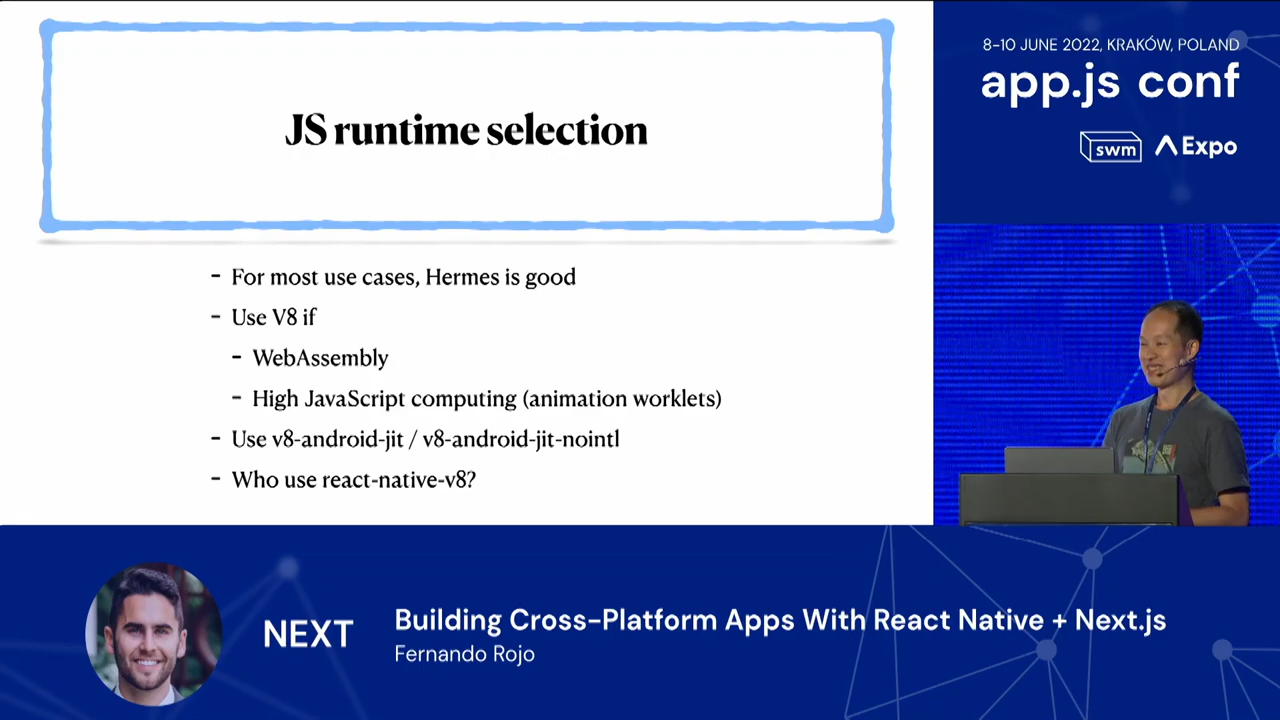 JS runtime selection
- For most use cases, Hermes is good
- Use V8 if
- WebAssembly
- High JavaScript computing (animation worklets)
- Use v8-android-jit / v8-android-jit-nointl
- Who use react-native-v8?
8-10 JUNE 2022, KRAKÓW, POLAND
app.js conf
swm Expo
NEXT
Building Cross-Platform Apps With React Native + Next.js
Fernando Rojo